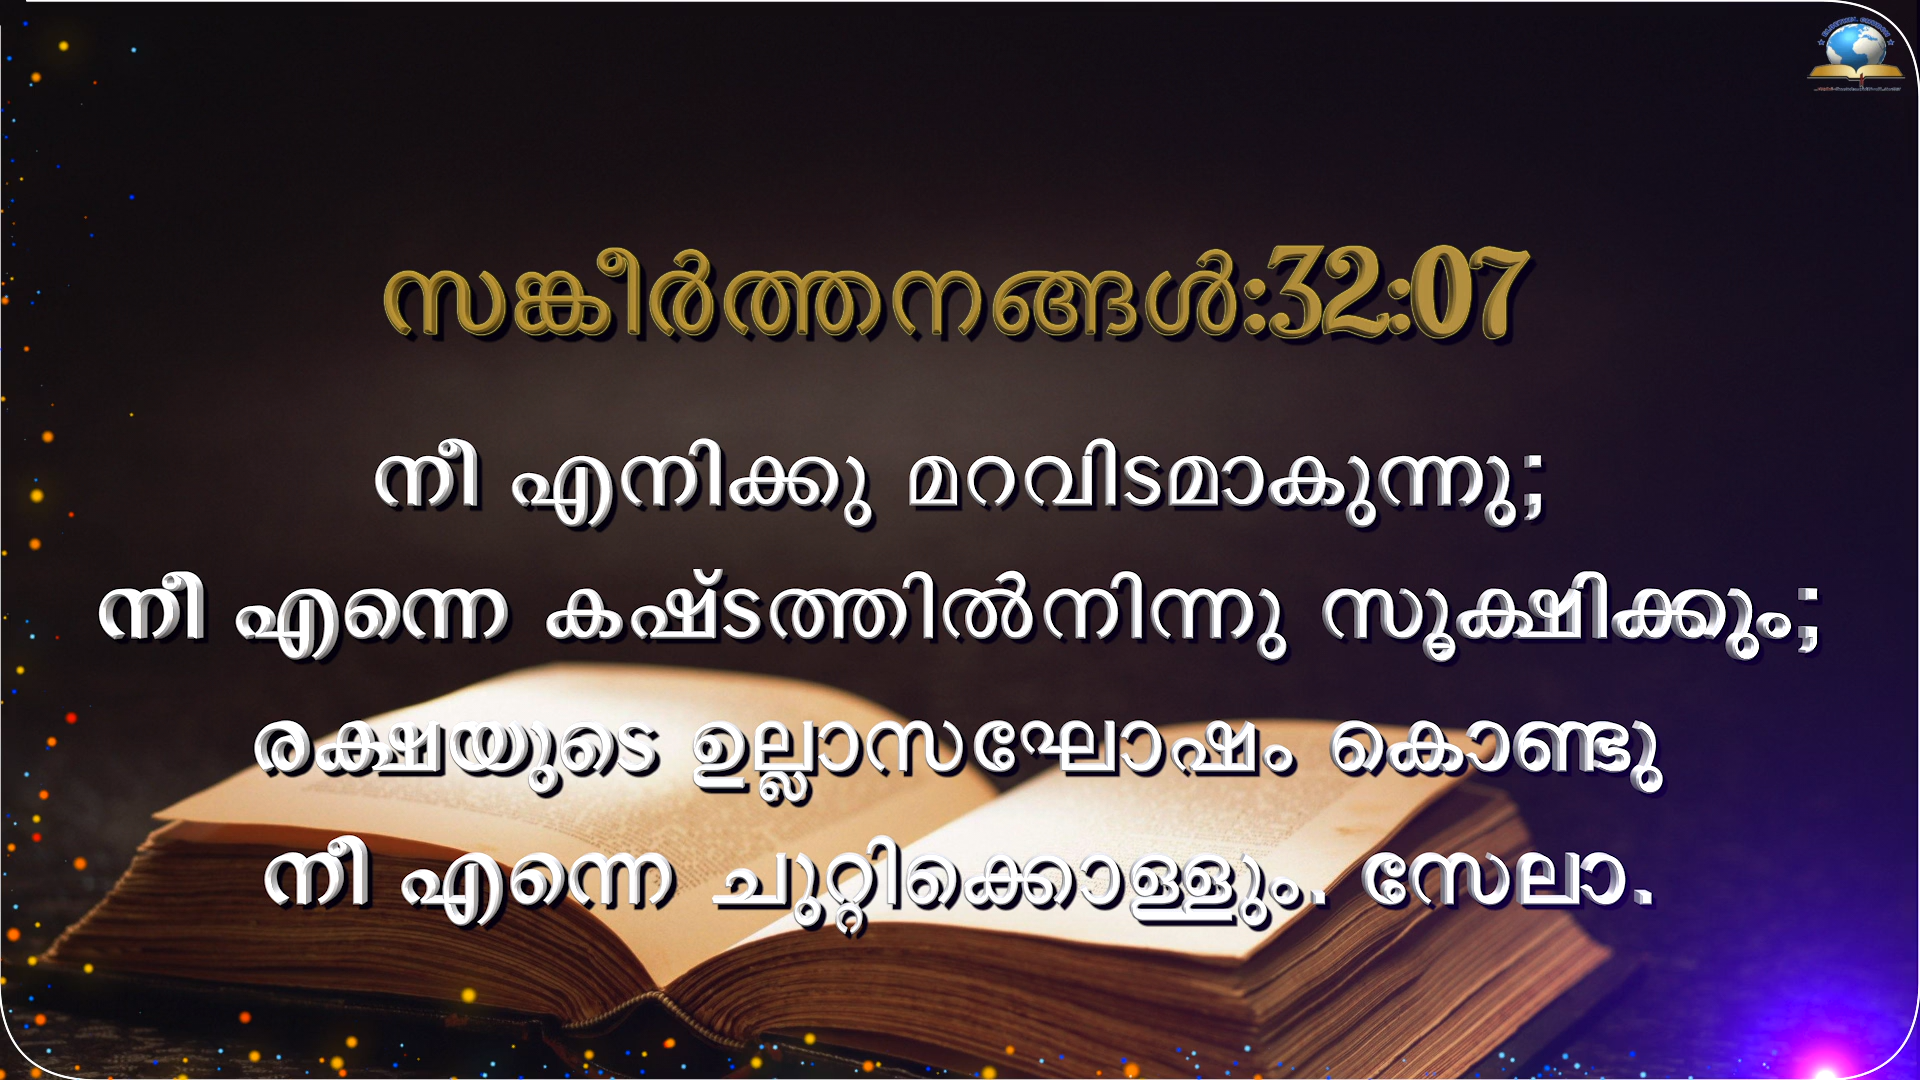 സങ്കീർത്തനങ്ങൾ:32:07
നീ എനിക്കു മറവിടമാകുന്നു;
നീ എന്നെ കഷ്ടത്തിൽനിന്നു സൂക്ഷിക്കും;
രക്ഷയുടെ ഉല്ലാസഘോഷം കൊണ്ടു
നീ എന്നെ ചുറ്റിക്കൊള്ളും. സേലാ.